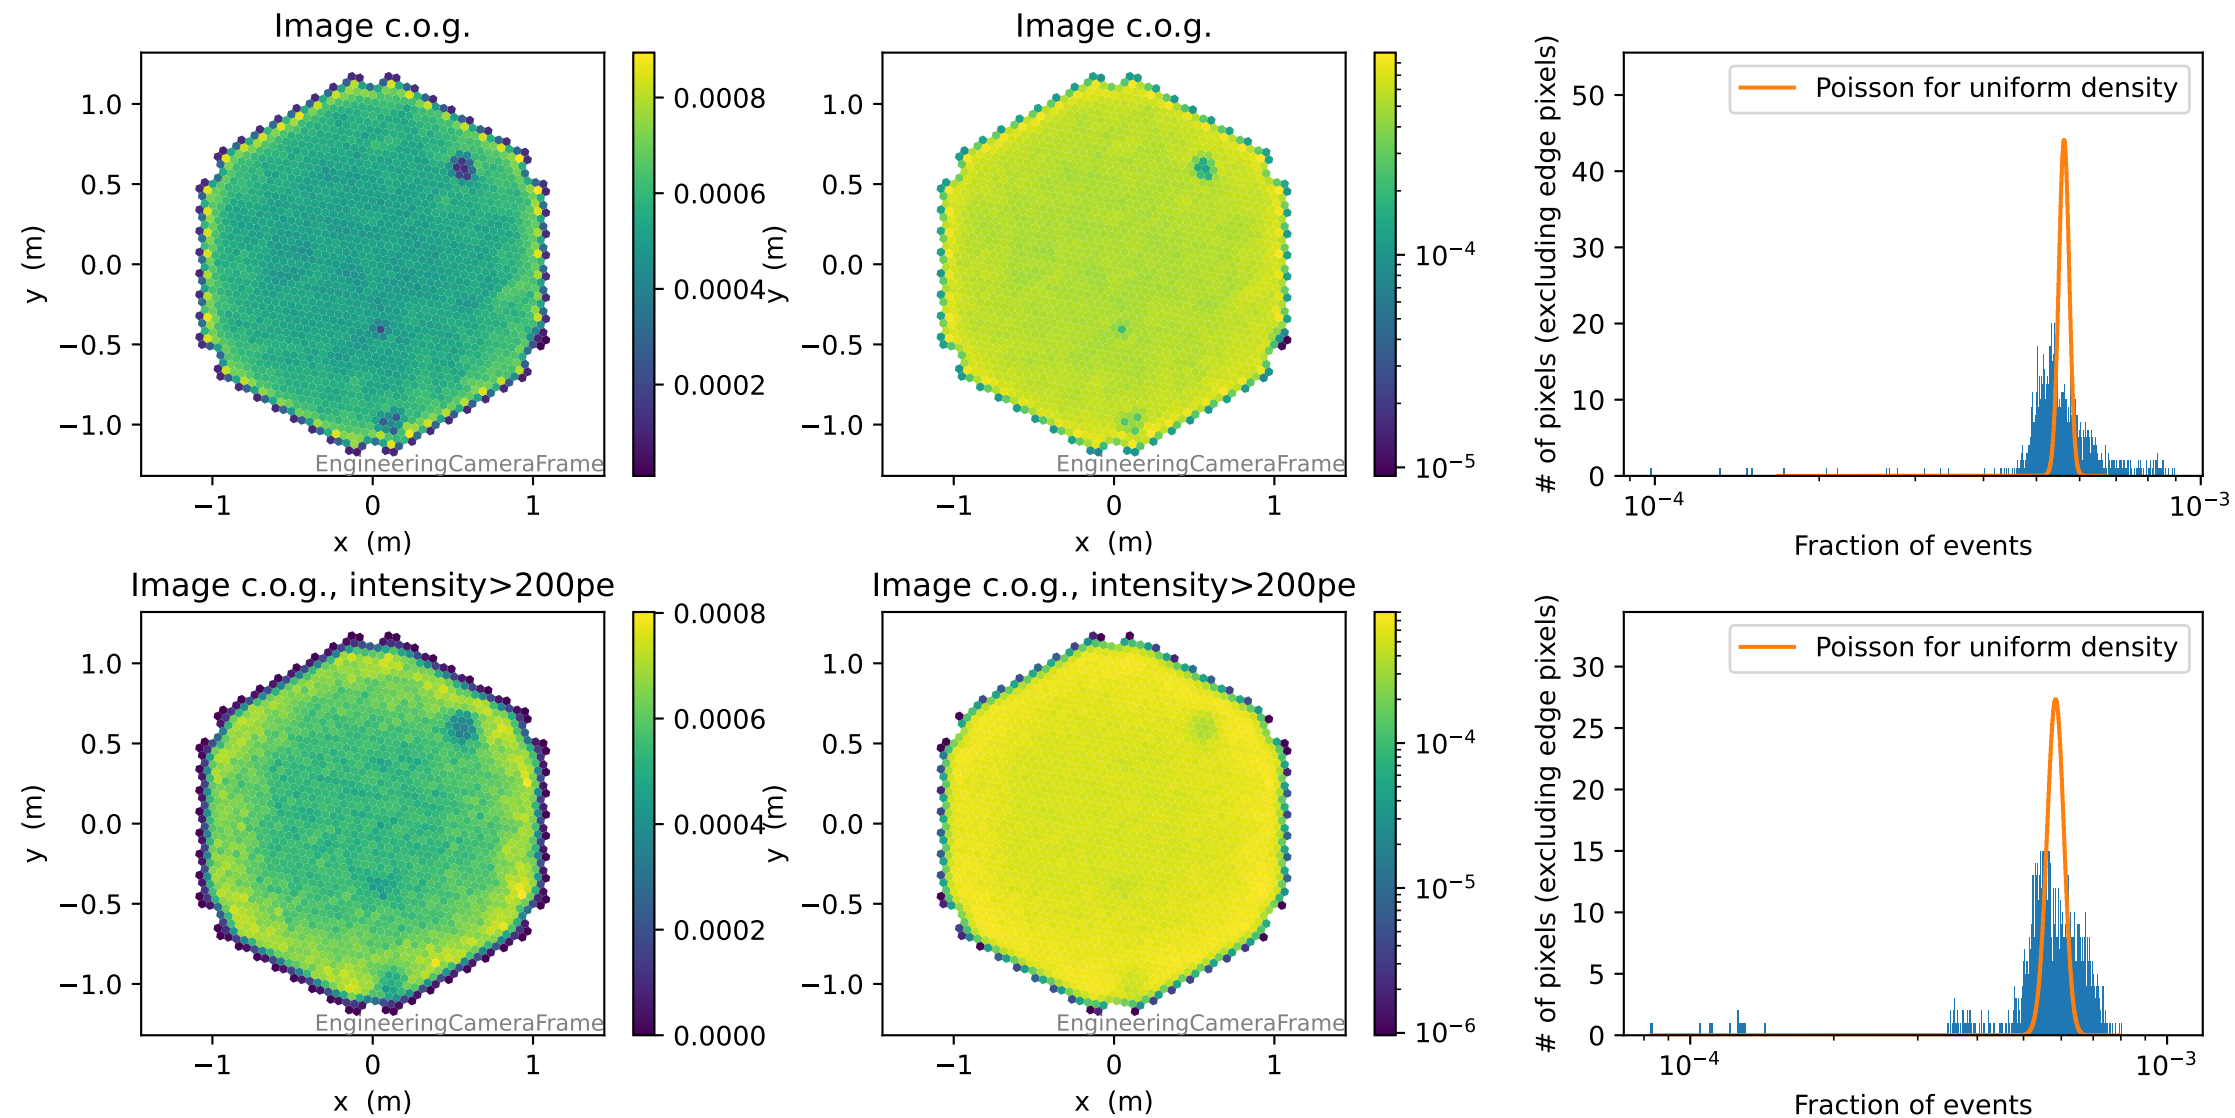 Image c.o.g.
1.0
0.5
0.0
−0.5
−1.0
y (m)
−1
0
1
x (m)
EngineeringCameraFrame
0.0008
0.0006
0.0004
0.0002
Image c.o.g.
1.0
0.5
0.0
−0.5
−1.0
y (m)
−1
0
1
x (m)
EngineeringCameraFrame
10⁻⁴
10⁻⁵
Poisson for uniform density
50
40
30
20
10
0
# of pixels (excluding edge pixels)
10⁻⁴
10⁻³
Fraction of events
Image c.o.g., intensity>200pe
1.0
0.5
0.0
−0.5
−1.0
y (m)
−1
0
1
x (m)
EngineeringCameraFrame
0.0008
0.0006
0.0004
0.0002
0.0000
Image c.o.g., intensity>200pe
1.0
0.5
0.0
−0.5
−1.0
y (m)
−1
0
1
x (m)
EngineeringCameraFrame
10⁻⁴
10⁻⁵
10⁻⁶
Poisson for uniform density
30
25
20
15
10
5
0
# of pixels (excluding edge pixels)
10⁻⁴
10⁻³
Fraction of events